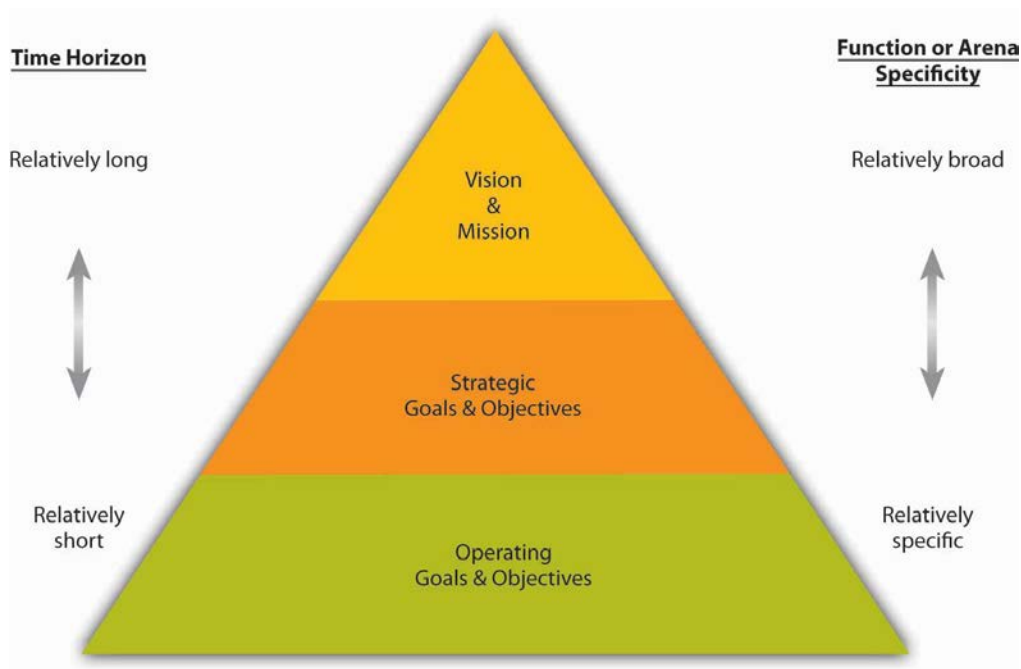 Time Horizon
Function or Arena
Specificity
Relatively long
Relatively broad
Vision
&
Mission
Strategic
Goals & Objectives
Relatively
short
Relatively
specific
Operating
Goals & Objectives